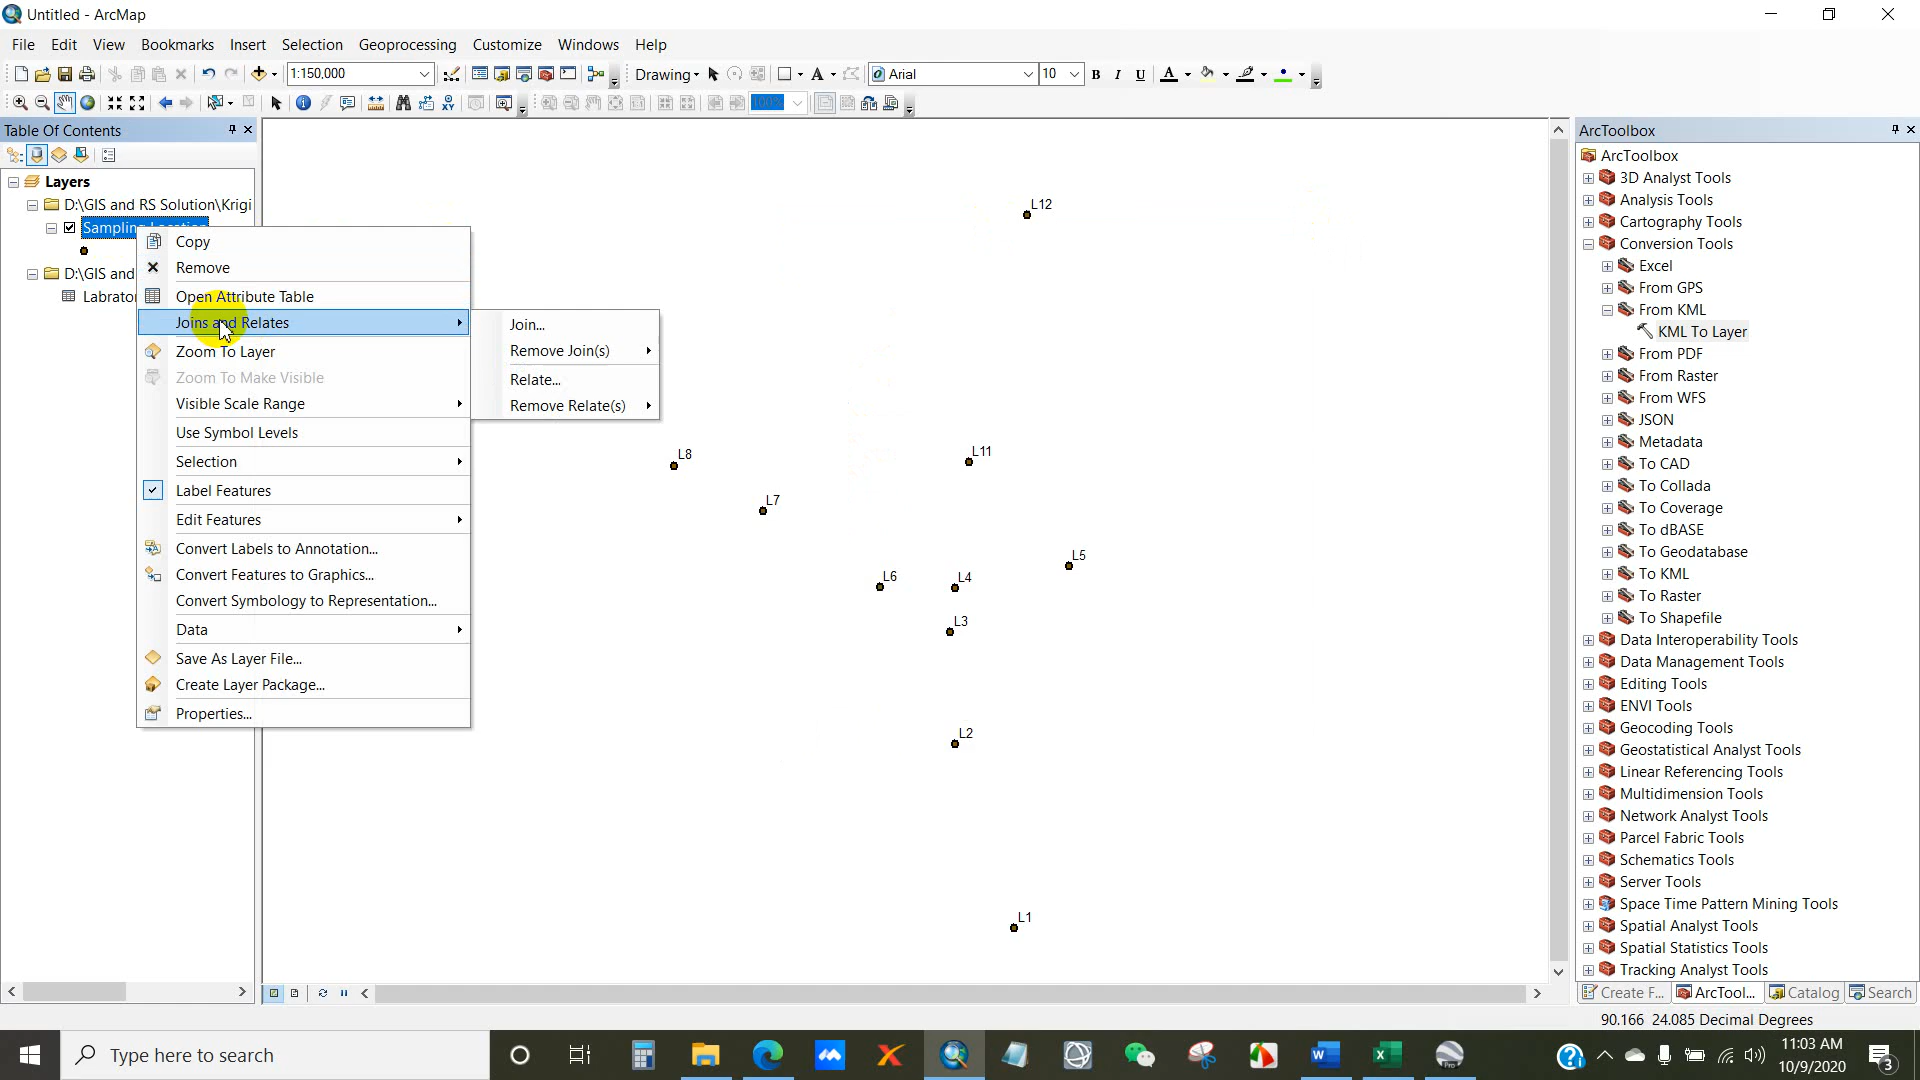 Untitled - ArcMap
File Edit View Bookmarks Insert Selection Geoprocessing Customize Windows Help
1:150,000 Drawing A Arial 10 B I U A
100%
Table Of Contents
Layers
D:\GIS and RS Solution\Krigi
Sampling Location
D:\GIS and
Labrator
Copy
Remove
Open Attribute Table
Joins and Relates
Zoom To Layer
Zoom To Make Visible
Visible Scale Range
Use Symbol Levels
Selection
Label Features
Edit Features
Convert Labels to Annotation...
Convert Features to Graphics...
Convert Symbology to Representation...
Data
Save As Layer File...
Create Layer Package...
Properties...
Join...
Remove Join(s)
Relate...
Remove Relate(s)
L12
L8
L11
L7
L5
L6
L4
L3
L2
L1
ArcToolbox
ArcToolbox
3D Analyst Tools
Analysis Tools
Cartography Tools
Conversion Tools
Excel
From GPS
From KML
KML To Layer
From PDF
From Raster
From WFS
JSON
Metadata
To CAD
To Collada
To Coverage
To dBASE
To Geodatabase
To KML
To Raster
To Shapefile
Data Interoperability Tools
Data Management Tools
Editing Tools
ENVI Tools
Geocoding Tools
Geostatistical Analyst Tools
Linear Referencing Tools
Multidimension Tools
Network Analyst Tools
Parcel Fabric Tools
Schematics Tools
Server Tools
Space Time Pattern Mining Tools
Spatial Analyst Tools
Spatial Statistics Tools
Tracking Analyst Tools
Create F... ArcTool... Catalog Search
90.166 24.085 Decimal Degrees
Type here to search
11:03 AM
10/9/2020
3